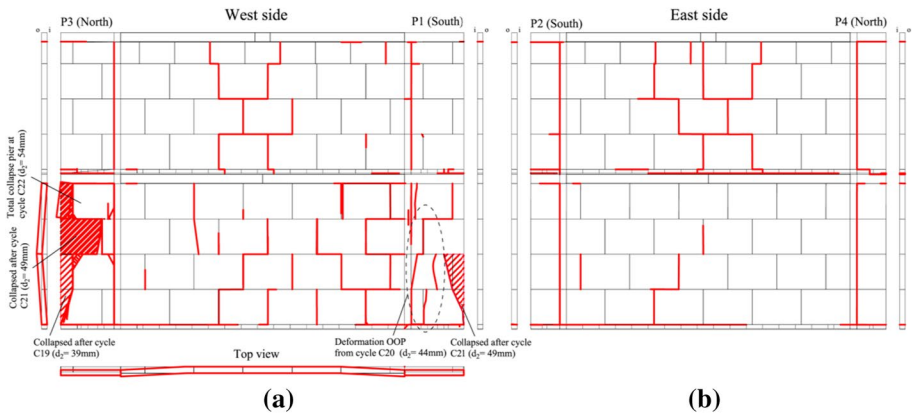 West side
East side
P3 (North)
P1 (South)
P2 (South)
P4 (North)
o
i
i
o
o
i
i
o
Total collapse pier at
cycle C22 (d₂= 54mm)
Collapsed after cycle
C21 (d₂= 49mm)
Collapsed after cycle
C19 (d₂= 39mm)
Deformation OOP
from cycle C20 (d₂= 44mm)
Collapsed after cycle
C21 (d₂= 49mm)
Top view
(a)
(b)